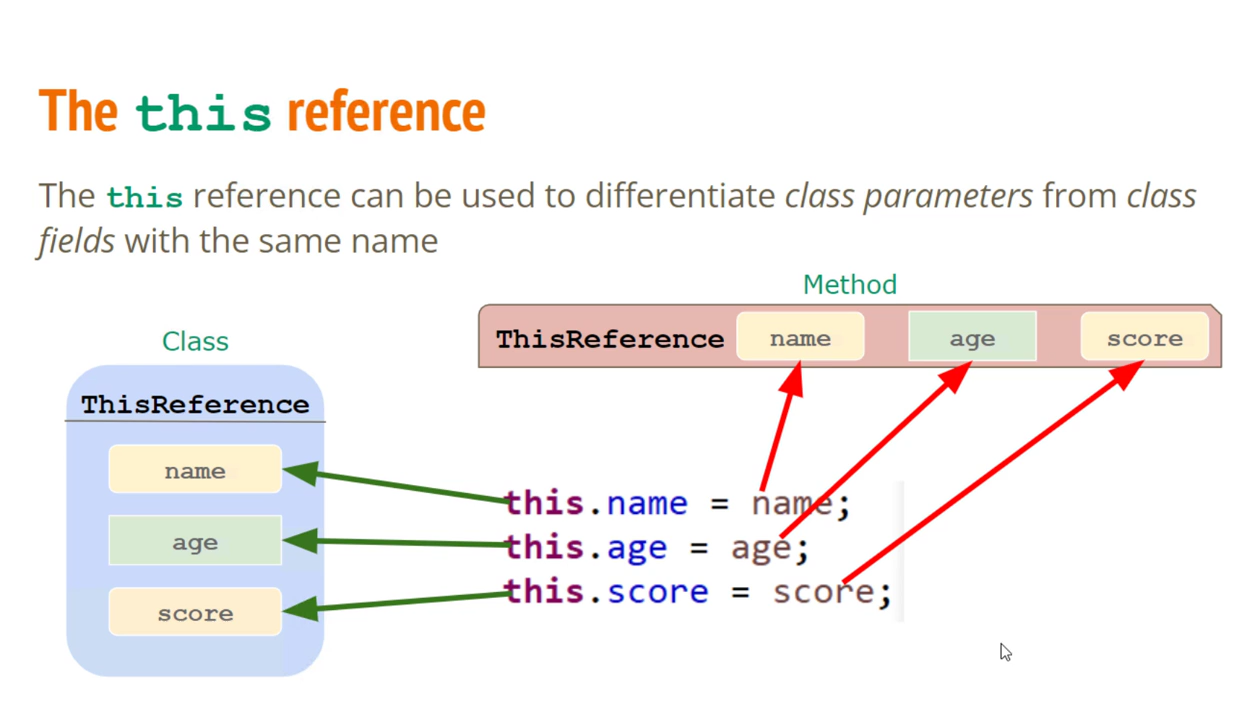 The this reference
The this reference can be used to differentiate class parameters from class
fields with the same name
Method
ThisReference name age score
Class
ThisReference
name
age
score
this.name = name;
this.age = age;
this.score = score;